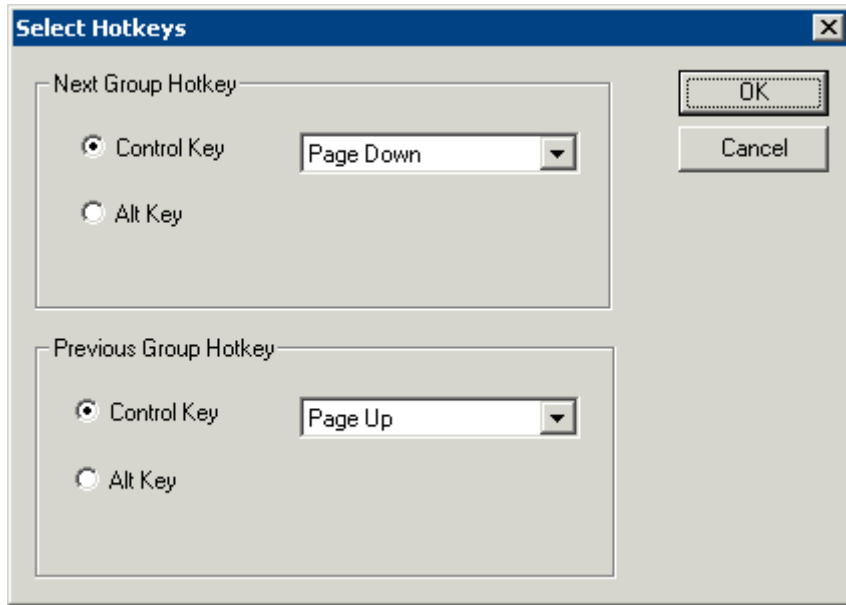 Select Hotkeys
Next Group Hotkey
Control Key
Page Down
Alt Key
OK
Cancel
Previous Group Hotkey
Control Key
Page Up
Alt Key